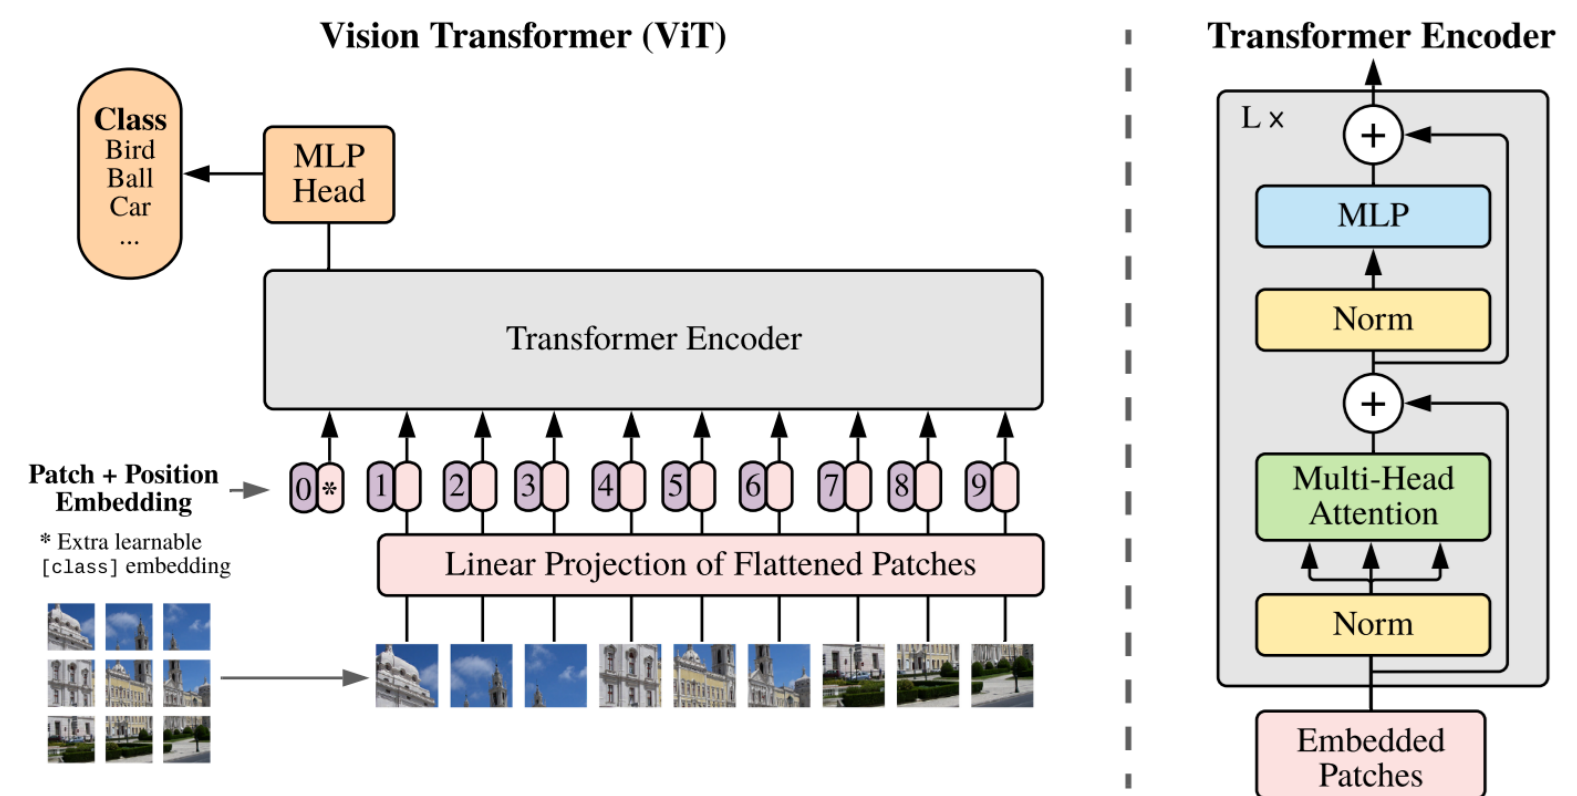 Vision Transformer (ViT)
Class
Bird
Ball
Car
...
MLP
Head
Transformer Encoder
Patch + Position
Embedding
0 * 1 2 3 4 5 6 7 8 9
* Extra learnable
[class] embedding
Linear Projection of Flattened Patches
Transformer Encoder
L x
+
MLP
Norm
+
Multi-Head
Attention
Norm
Embedded
Patches